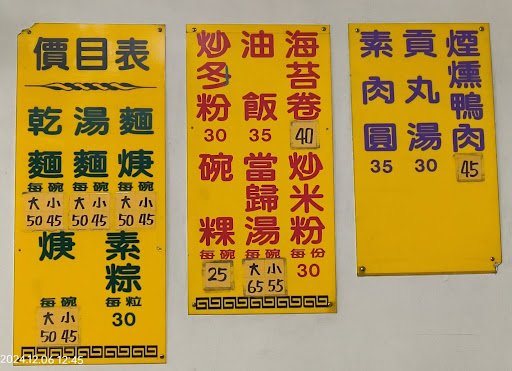 價目表
麵焿
每碗
大 小
50 45
湯麵
每碗
大 小
50 45
乾麵
每碗
大 小
50 45
素粽
每粒
30
焿
每碗
大 小
50 45
海苔卷
40
油飯
35
炒冬粉
30
炒米粉
每份
30
當歸湯
每碗
大 小
65 55
碗粿
每碗
25
煙燻鴨肉
45
貢丸湯
30
素肉圓
35
2024.12.06 12:45